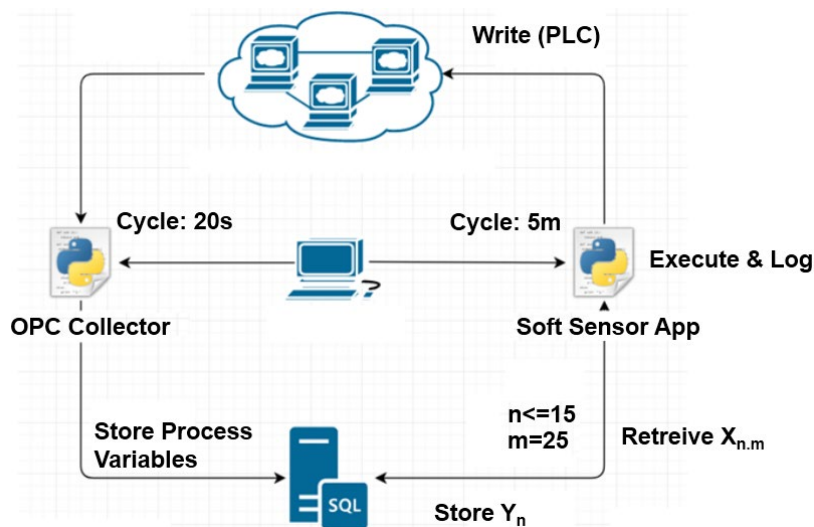 Write (PLC)
Cycle: 20s
Cycle: 5m
Execute & Log
OPC Collector
Soft Sensor App
n<=15
m=25
Retreive Xn.m
Store Process
Variables
SQL
Store Yn